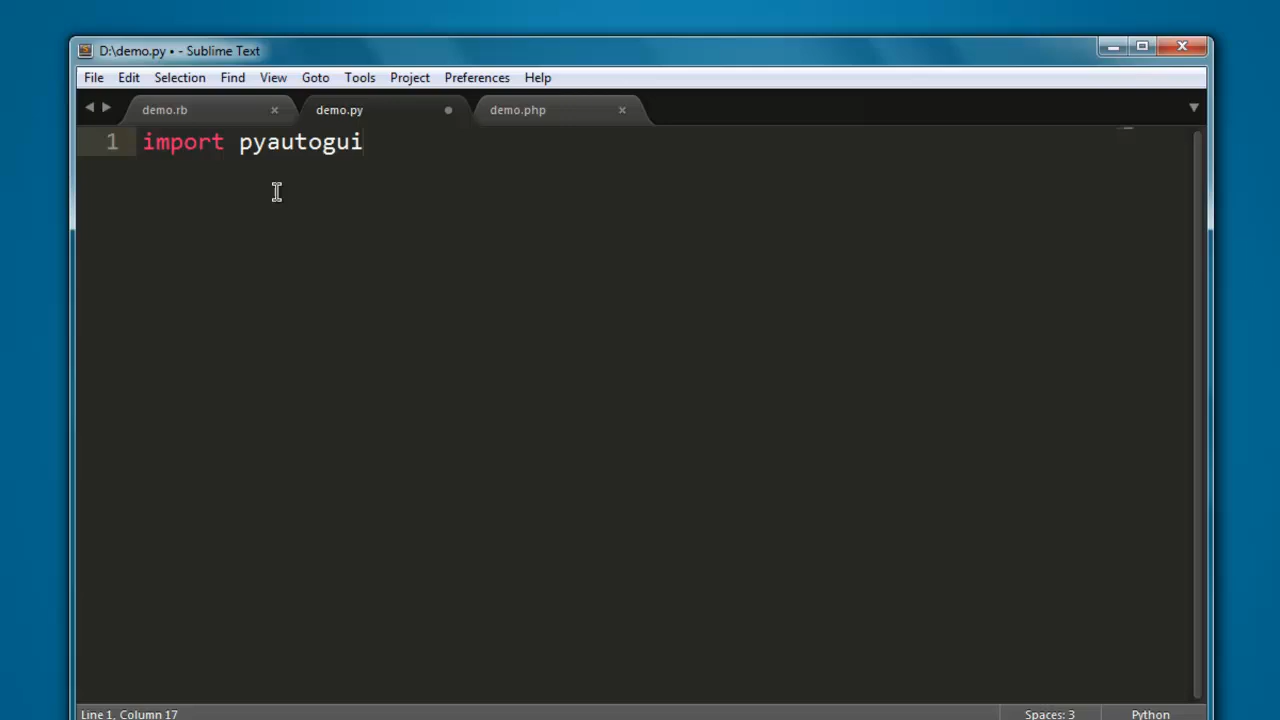 D:\demo.py • - Sublime Text
File Edit Selection Find View Goto Tools Project Preferences Help
demo.rb demo.py demo.php
1 import pyautogui
Line 1, Column 17 Spaces: 3 Python